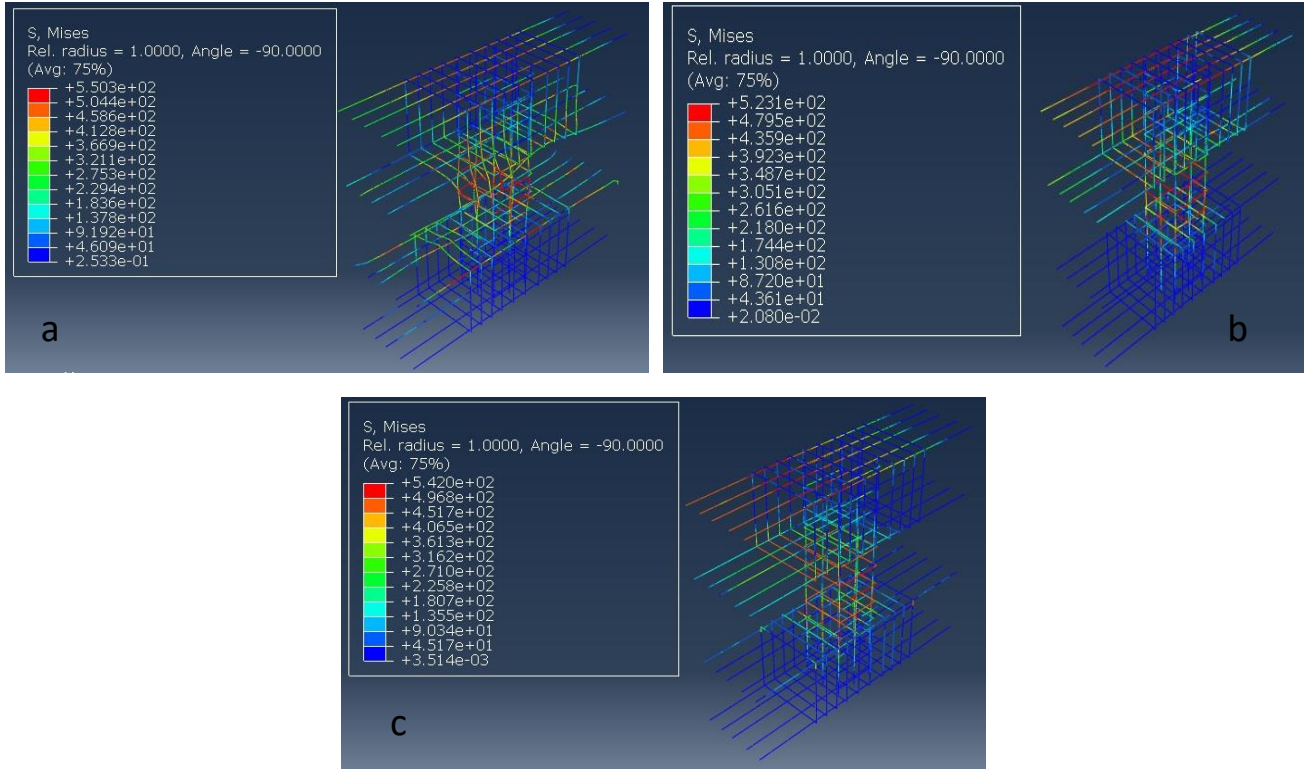 S, Mises
Rel. radius = 1.0000, Angle = -90.0000
(Avg: 75%)
+5.503e+02
+5.044e+02
+4.586e+02
+4.128e+02
+3.669e+02
+3.211e+02
+2.753e+02
+2.294e+02
+1.836e+02
+1.378e+02
+9.192e+01
+4.609e+01
+2.533e-01
a
S, Mises
Rel. radius = 1.0000, Angle = -90.0000
(Avg: 75%)
+5.231e+02
+4.795e+02
+4.359e+02
+3.923e+02
+3.487e+02
+3.051e+02
+2.616e+02
+2.180e+02
+1.744e+02
+1.308e+02
+8.720e+01
+4.361e+01
+2.080e-02
b
S, Mises
Rel. radius = 1.0000, Angle = -90.0000
(Avg: 75%)
+5.420e+02
+4.968e+02
+4.517e+02
+4.065e+02
+3.613e+02
+3.162e+02
+2.710e+02
+2.258e+02
+1.807e+02
+1.355e+02
+9.034e+01
+4.517e+01
+3.514e-03
c